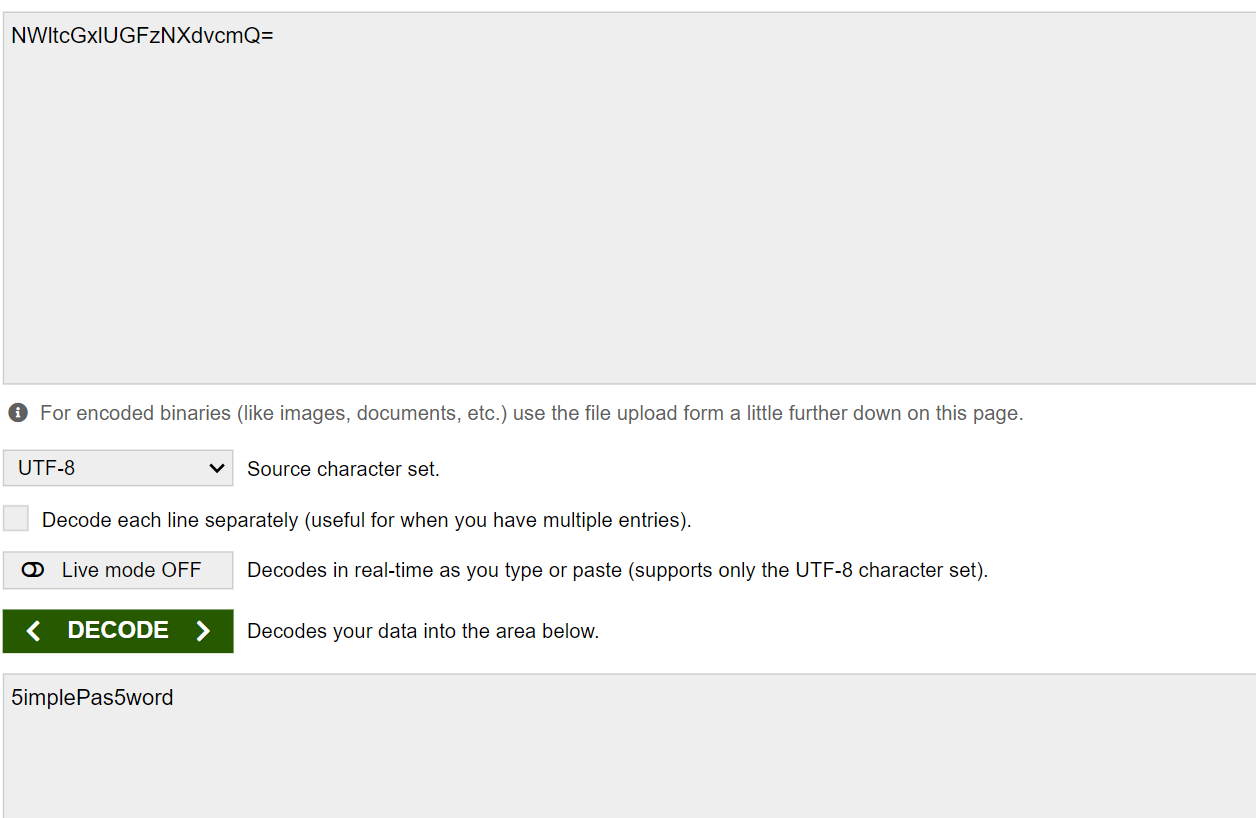 NWltcGxlUGFzNXdvcmQ=
For encoded binaries (like images, documents, etc.) use the file upload form a little further down on this page.
UTF-8 Source character set.
Decode each line separately (useful for when you have multiple entries).
Live mode OFF Decodes in real-time as you type or paste (supports only the UTF-8 character set).
DECODE Decodes your data into the area below.
5implePas5word